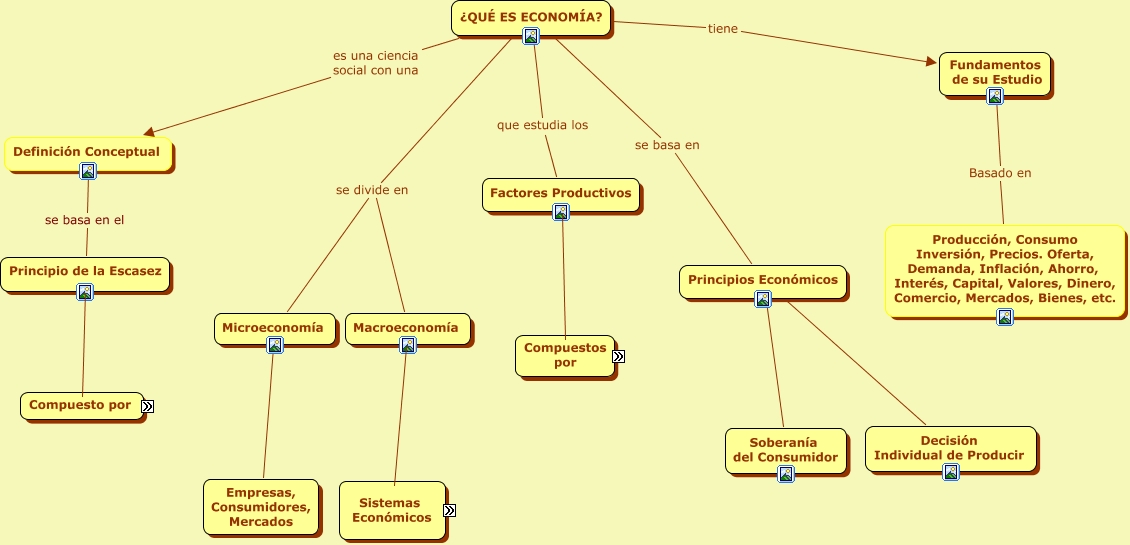 ¿QUÉ ES ECONOMÍA?
tiene
es una ciencia
social con una
Fundamentos
de su Estudio
que estudia los
se basa en
Definición Conceptual
Basado en
se divide en
Factores Productivos
se basa en el
Producción, Consumo
Inversión, Precios. Oferta,
Demanda, Inflación, Ahorro,
Interés, Capital, Valores, Dinero,
Comercio, Mercados, Bienes, etc.
Principio de la Escasez
Principios Económicos
Microeconomía
Macroeconomía
Compuestos
por
Compuesto por
Soberanía
del Consumidor
Decisión
Individual de Producir
Empresas,
Consumidores,
Mercados
Sistemas
Económicos